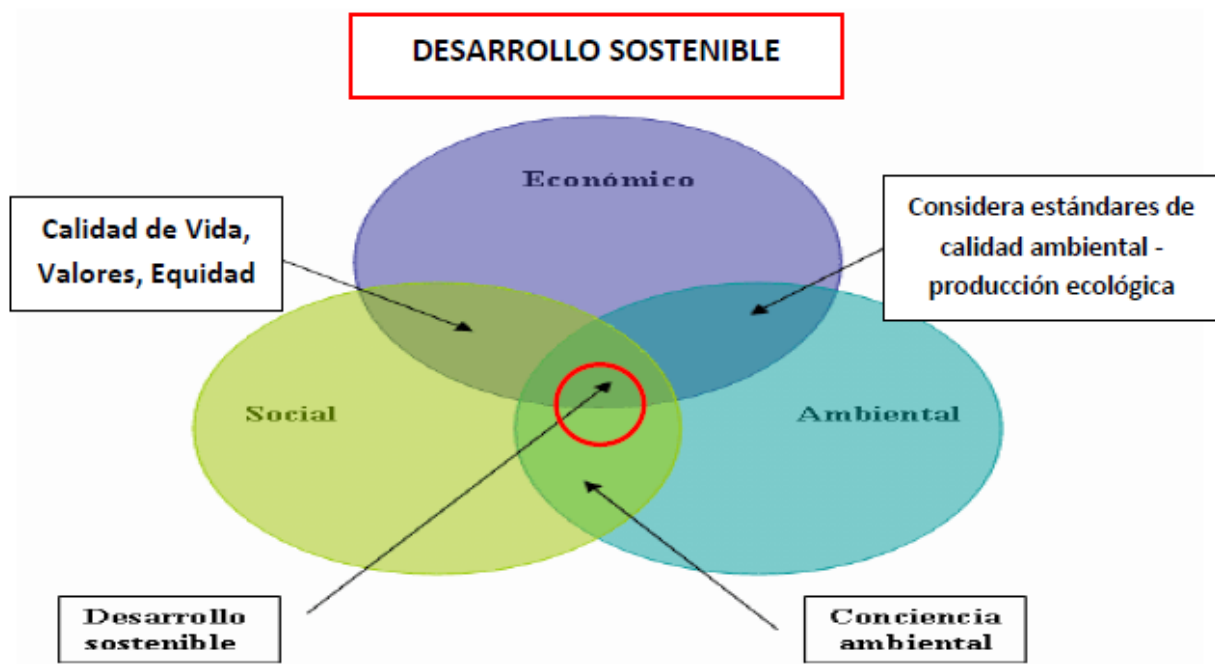 DESARROLLO SOSTENIBLE
Económico
Calidad de Vida,
Valores, Equidad
Considera estándares de
calidad ambiental -
producción ecológica
Social
Ambiental
Desarrollo
sostenible
Conciencia
ambiental